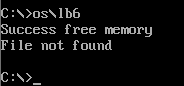 C:\>os\lb6
Success free memory
File not found
C:\>